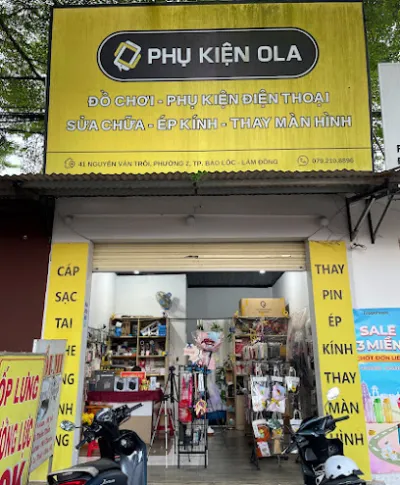 PHỤ KIỆN OLA
ĐỒ CHƠI - PHỤ KIỆN ĐIỆN THOẠI
SỬA CHỮA - ÉP KÍNH - THAY MÀN HÌNH
41 NGUYỄN VĂN TRỖI, PHƯỜNG 2, TP. BẢO LỘC - LÂM ĐỒNG
CÁP
SẠC
TAI
THAY
PIN
ÉP
KÍNH
THAY
MÀN
HÌNH
SALE
3 MIỀN
ỐP LƯNG